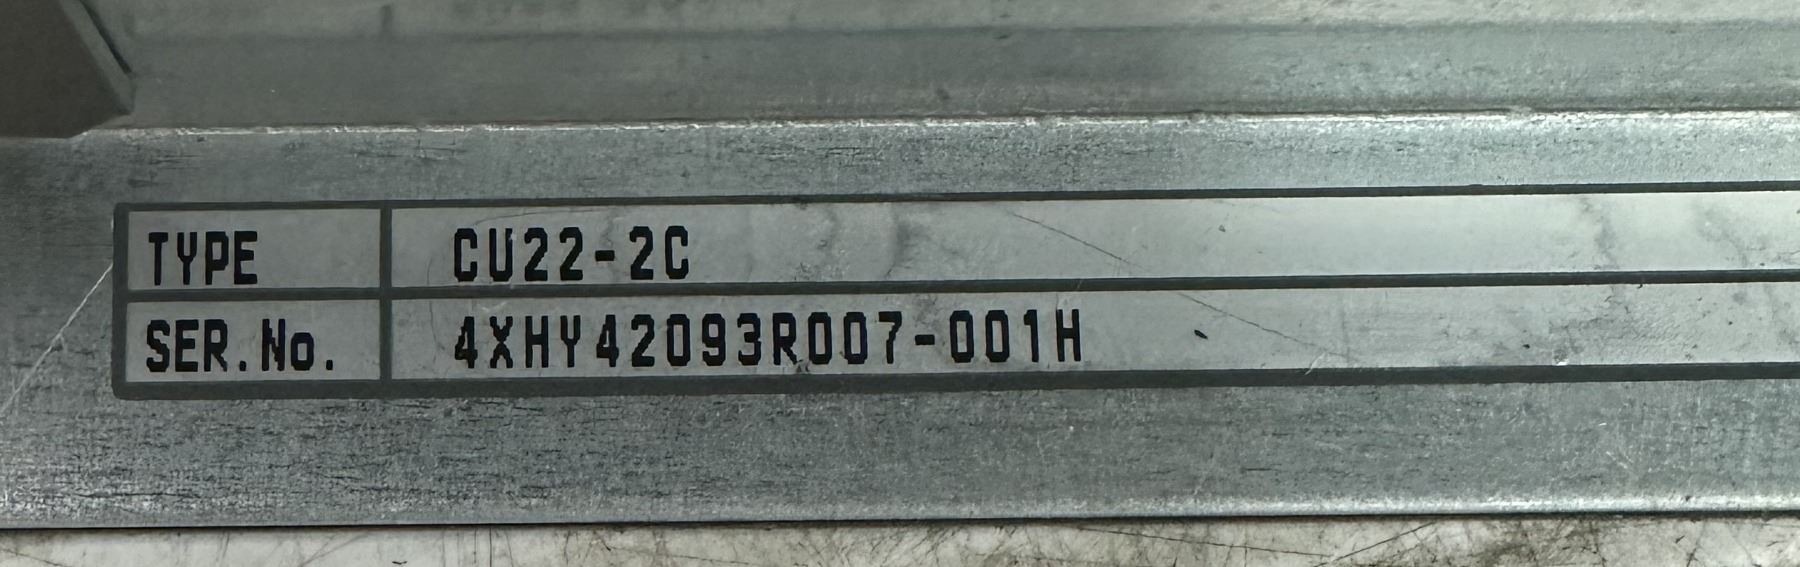 TYPE CU22-2C
SER.No. 4XHY42093R007-001H